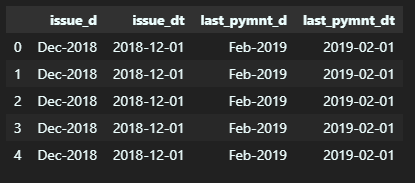 issue_d issue_dt last_pymnt_d last_pymnt_dt
0 Dec-2018 2018-12-01 Feb-2019 2019-02-01
1 Dec-2018 2018-12-01 Feb-2019 2019-02-01
2 Dec-2018 2018-12-01 Feb-2019 2019-02-01
3 Dec-2018 2018-12-01 Feb-2019 2019-02-01
4 Dec-2018 2018-12-01 Feb-2019 2019-02-01